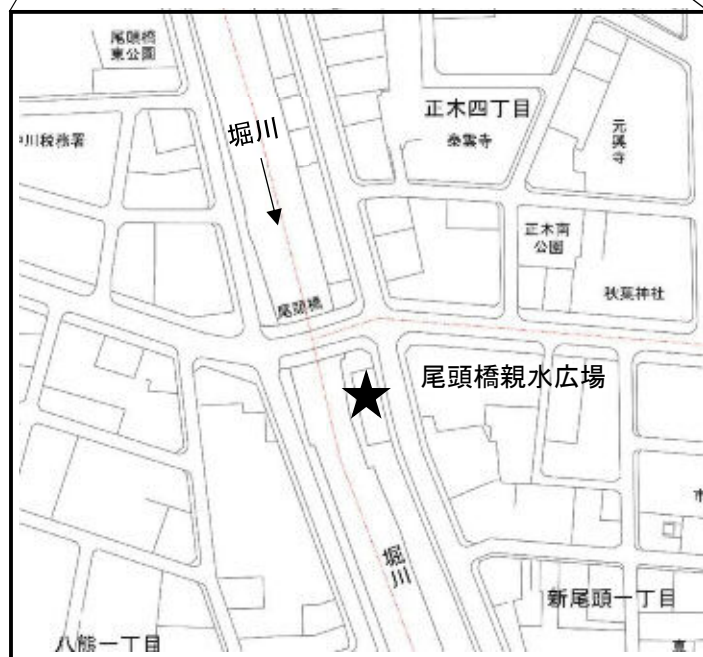 尾頭橋
東公園
正木四丁目
堀川
泰雲寺
元興寺
川税務署
正木南
公園
秋葉神社
尾頭橋
尾頭橋親水広場
市
堀川
新尾頭一丁目
八熊一丁目